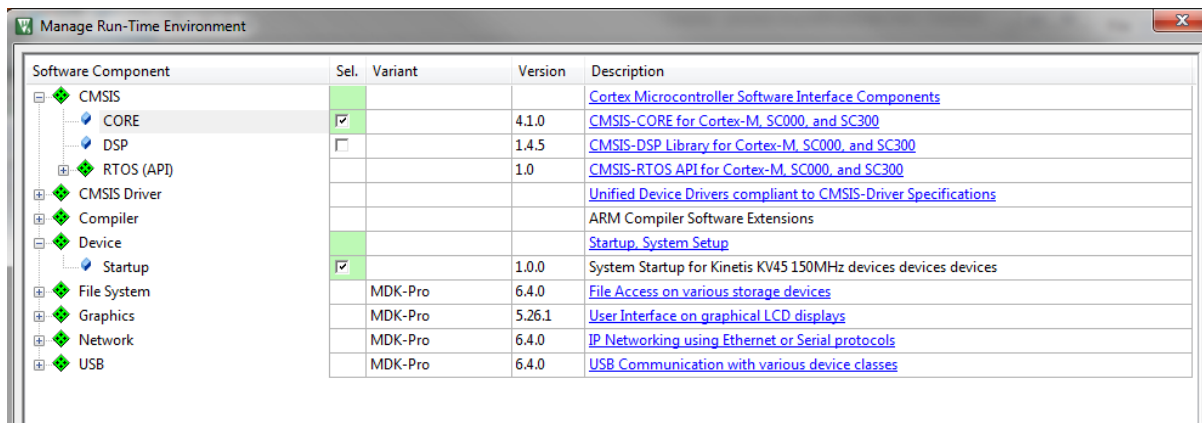 Manage Run-Time Environment
Software Component Sel. Variant Version Description
CMSIS Cortex Microcontroller Software Interface Components
CORE 4.1.0 CMSIS-CORE for Cortex-M, SC000, and SC300
DSP 1.4.5 CMSIS-DSP Library for Cortex-M, SC000, and SC300
RTOS (API) 1.0 CMSIS-RTOS API for Cortex-M, SC000, and SC300
CMSIS Driver Unified Device Drivers compliant to CMSIS-Driver Specifications
Compiler ARM Compiler Software Extensions
Device Startup, System Setup
Startup 1.0.0 System Startup for Kinetis KV45 150MHz devices devices devices
File System MDK-Pro 6.4.0 File Access on various storage devices
Graphics MDK-Pro 5.26.1 User Interface on graphical LCD displays
Network MDK-Pro 6.4.0 IP Networking using Ethernet or Serial protocols
USB MDK-Pro 6.4.0 USB Communication with various device classes